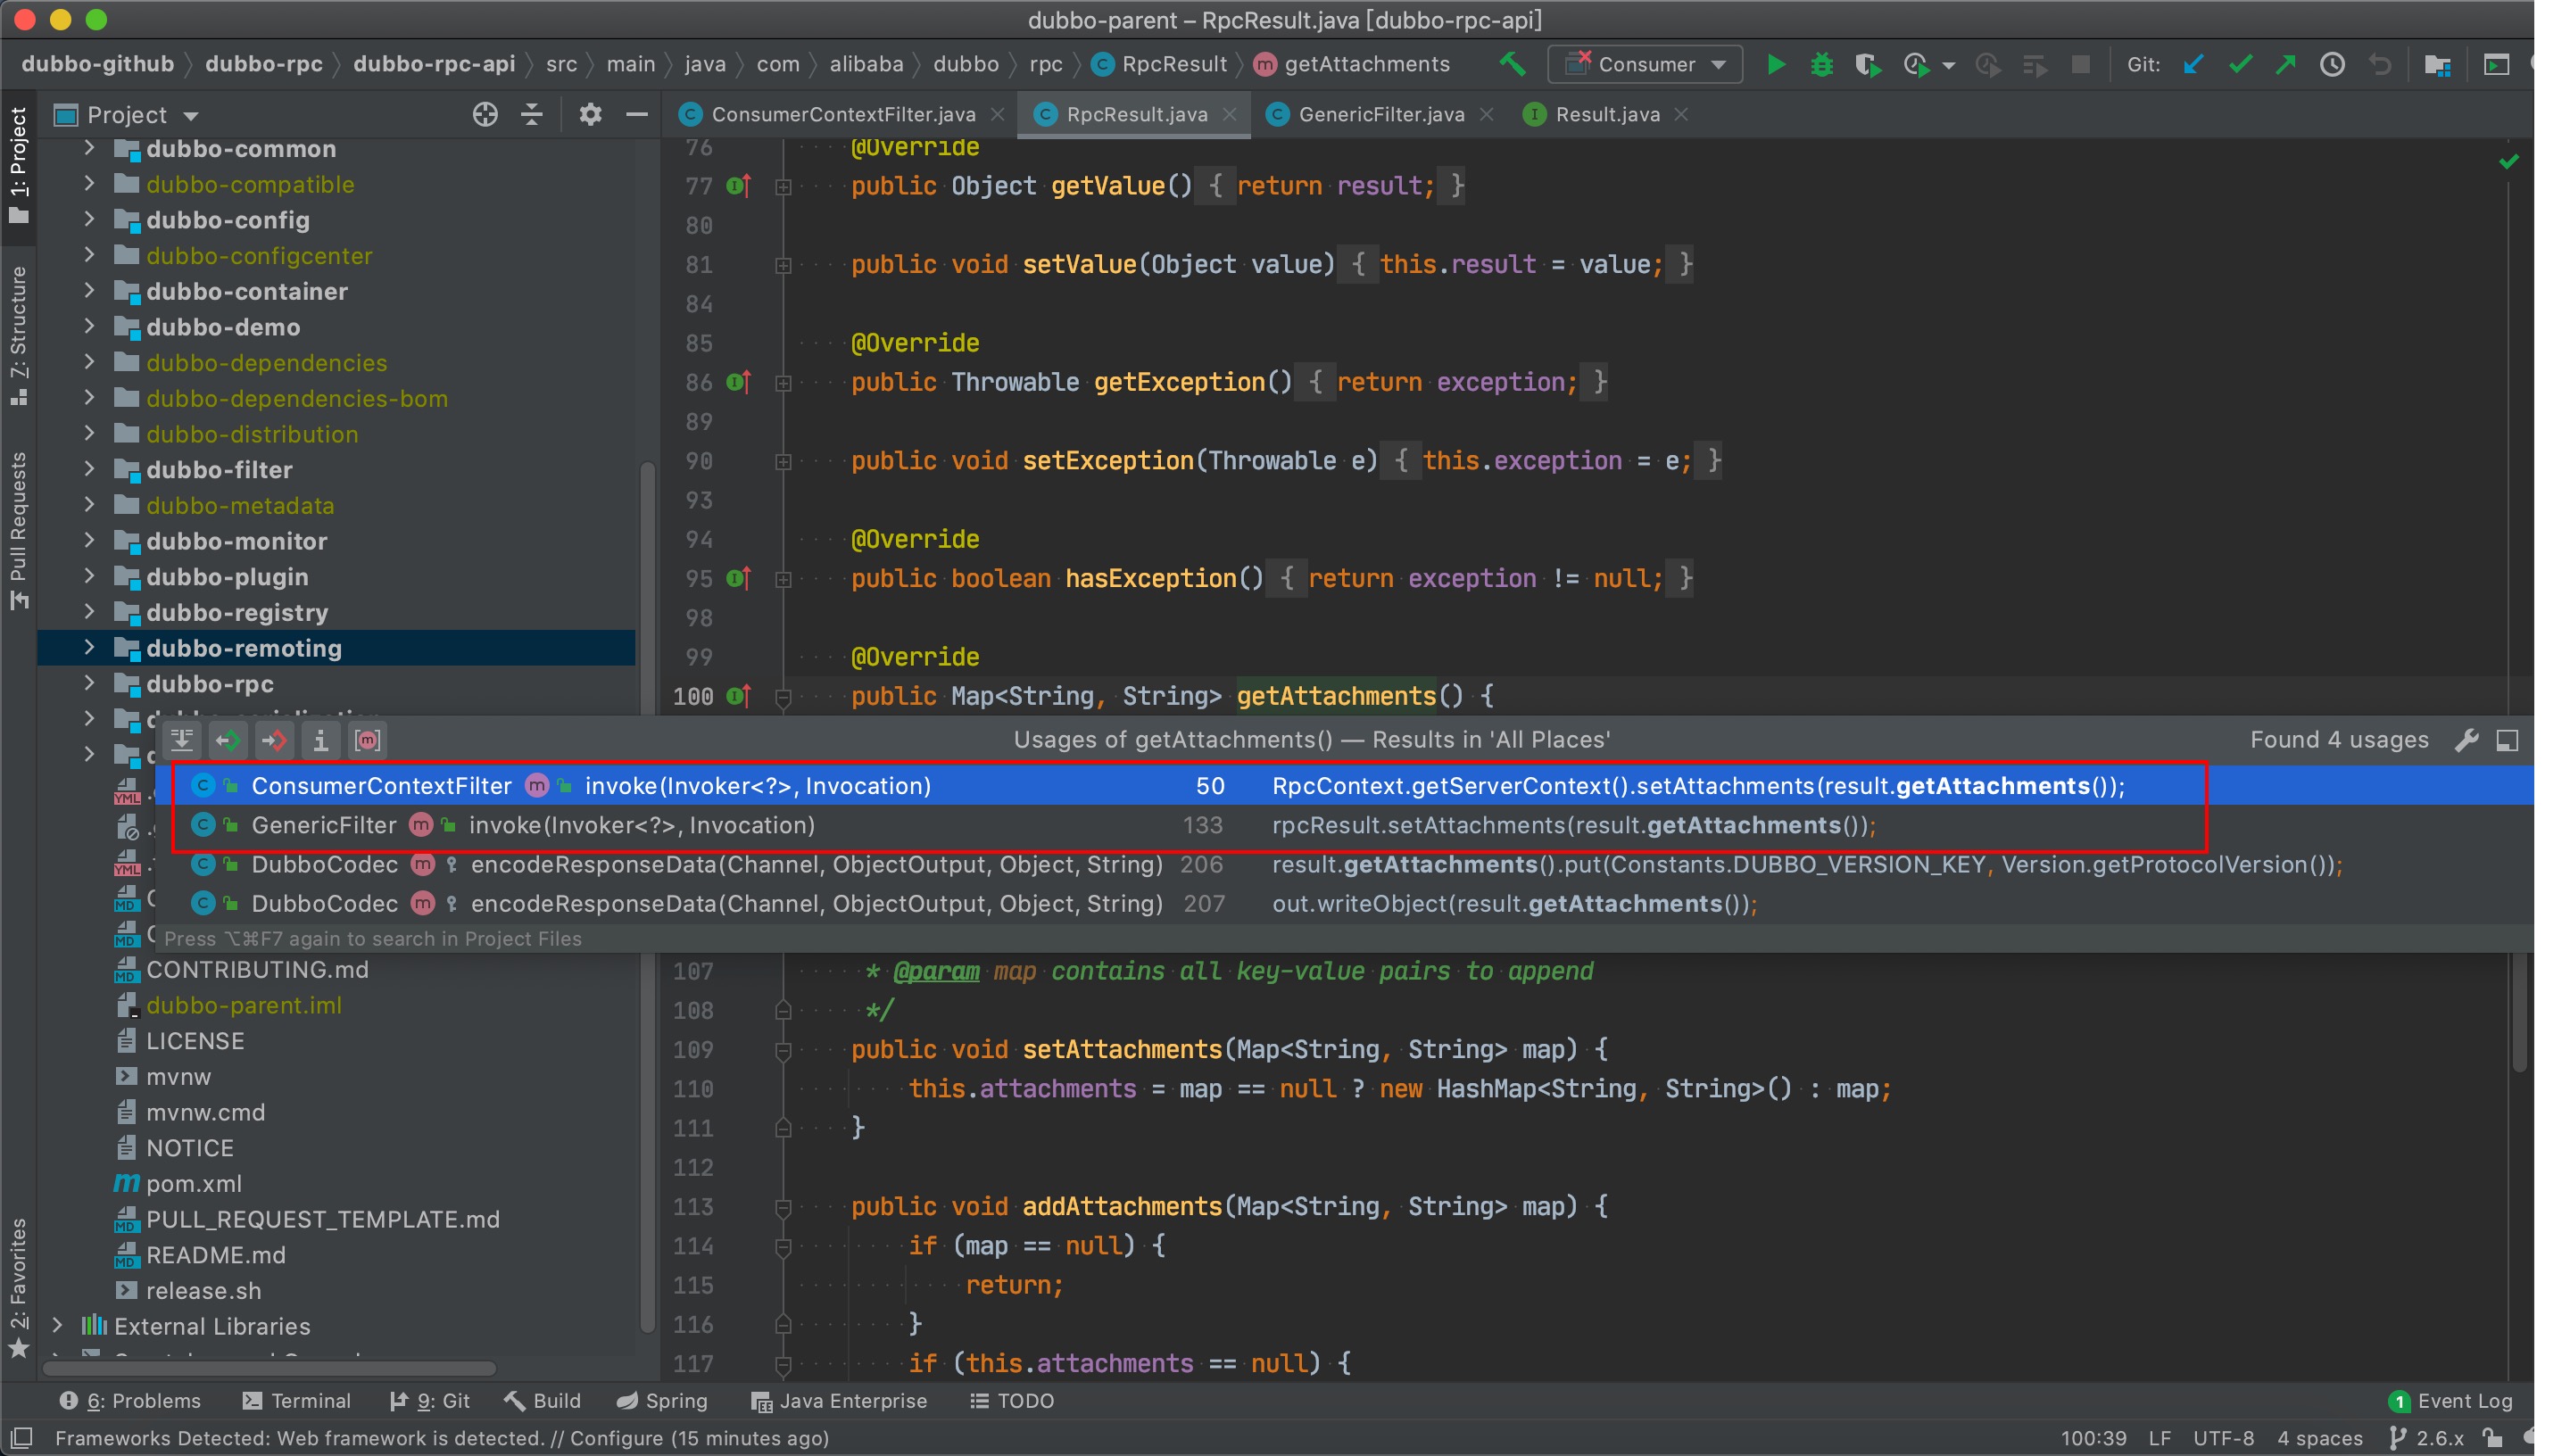 dubbo-parent – RpcResult.java [dubbo-rpc-api]
dubbo-github dubbo-rpc dubbo-rpc-api src main java com alibaba dubbo rpc RpcResult getAttachments Consumer Git:
Project
ConsumerContextFilter.java RpcResult.java GenericFilter.java Result.java
1: Project
7: Structure
Pull Requests
2: Favorites
dubbo-common
dubbo-compatible
dubbo-config
dubbo-configcenter
dubbo-container
dubbo-demo
dubbo-dependencies
dubbo-dependencies-bom
dubbo-distribution
dubbo-filter
dubbo-metadata
dubbo-monitor
dubbo-plugin
dubbo-registry
dubbo-remoting
dubbo-rpc
CONTRIBUTING.md
dubbo-parent.iml
LICENSE
mvnw
mvnw.cmd
NOTICE
pom.xml
PULL_REQUEST_TEMPLATE.md
README.md
release.sh
External Libraries
76 @Override
77 public Object getValue() { return result; }
80
81 public void setValue(Object value) { this.result = value; }
84
85 @Override
86 public Throwable getException() { return exception; }
89
90 public void setException(Throwable e) { this.exception = e; }
93
94 @Override
95 public boolean hasException() { return exception != null; }
98
99 @Override
100 public Map<String, String> getAttachments() {
Usages of getAttachments() — Results in 'All Places' Found 4 usages
ConsumerContextFilter invoke(Invoker<?>, Invocation) 50 RpcContext.getServerContext().setAttachments(result.getAttachments());
GenericFilter invoke(Invoker<?>, Invocation) 133 rpcResult.setAttachments(result.getAttachments());
DubboCodec encodeResponseData(Channel, ObjectOutput, Object, String) 206 result.getAttachments().put(Constants.DUBBO_VERSION_KEY, Version.getProtocolVersion());
DubboCodec encodeResponseData(Channel, ObjectOutput, Object, String) 207 out.writeObject(result.getAttachments());
Press ⌥⌘F7 again to search in Project Files
107 * @param map contains all key-value pairs to append
108 */
109 public void setAttachments(Map<String, String> map) {
110 this.attachments = map == null ? new HashMap<String, String>() : map;
111 }
112
113 public void addAttachments(Map<String, String> map) {
114 if (map == null) {
115 return;
116 }
117 if (this.attachments == null) {
6: Problems Terminal 9: Git Build Spring Java Enterprise TODO 1 Event Log
Frameworks Detected: Web framework is detected. // Configure (15 minutes ago) 100:39 LF UTF-8 4 spaces 2.6.x